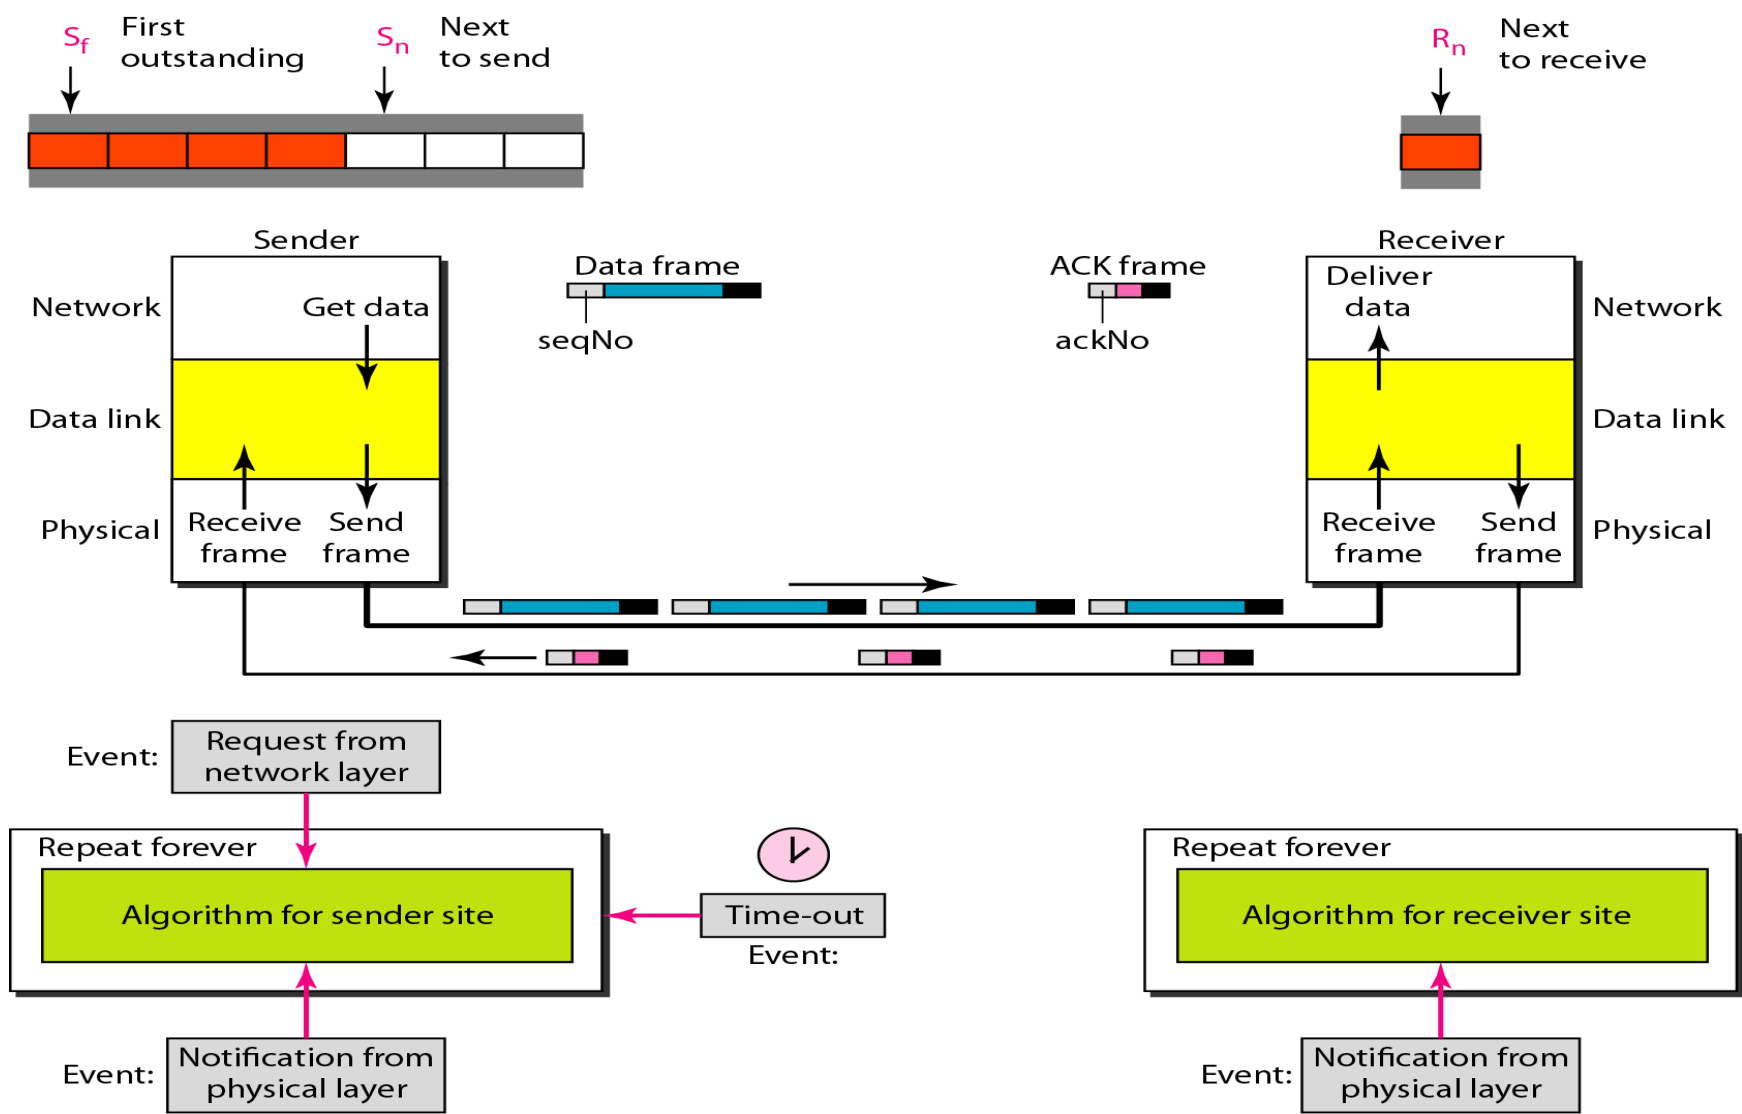 Sf
First
outstanding
Sn
Next
to send
Rn
Next
to receive
Sender
Receiver
Data frame
seqNo
ACK frame
ackNo
Network
Get data
Deliver
data
Network
Data link
Data link
Physical
Receive
frame
Send
frame
Receive
frame
Send
frame
Physical
Event:
Request from
network layer
Repeat forever
Algorithm for sender site
Time-out
Event:
Repeat forever
Algorithm for receiver site
Event:
Notification from
physical layer
Event:
Notification from
physical layer